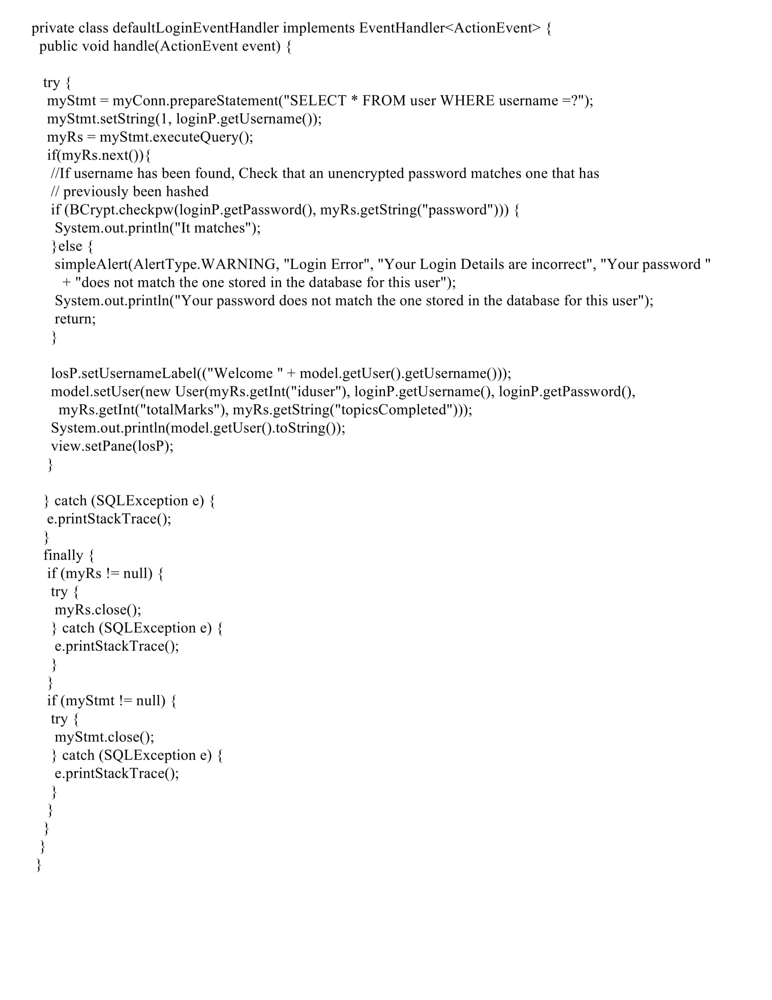 private class defaultLoginEventHandler implements EventHandler<ActionEvent> {
public void handle(ActionEvent event) {
try {
myStmt = myConn.prepareStatement("SELECT * FROM user WHERE username =?");
myStmt.setString(1, loginP.getUsername());
myRs = myStmt.executeQuery();
if(myRs.next()){
//If username has been found, Check that an unencrypted password matches one that has
// previously been hashed
if (BCrypt.checkpw(loginP.getPassword(), myRs.getString("password"))) {
System.out.println("It matches");
}else {
simpleAlert(AlertType.WARNING, "Login Error", "Your Login Details are incorrect", "Your password "
+ "does not match the one stored in the database for this user");
System.out.println("Your password does not match the one stored in the database for this user");
return;
}
losP.setUsernameLabel(("Welcome " + model.getUser().getUsername()));
model.setUser(new User(myRs.getInt("iduser"), loginP.getUsername(), loginP.getPassword(),
myRs.getInt("totalMarks"), myRs.getString("topicsCompleted")));
System.out.println(model.getUser().toString());
view.setPane(losP);
}
} catch (SQLException e) {
e.printStackTrace();
}
finally {
if (myRs != null) {
try {
myRs.close();
} catch (SQLException e) {
e.printStackTrace();
}
}
if (myStmt != null) {
try {
myStmt.close();
} catch (SQLException e) {
e.printStackTrace();
}
}
}
}
}